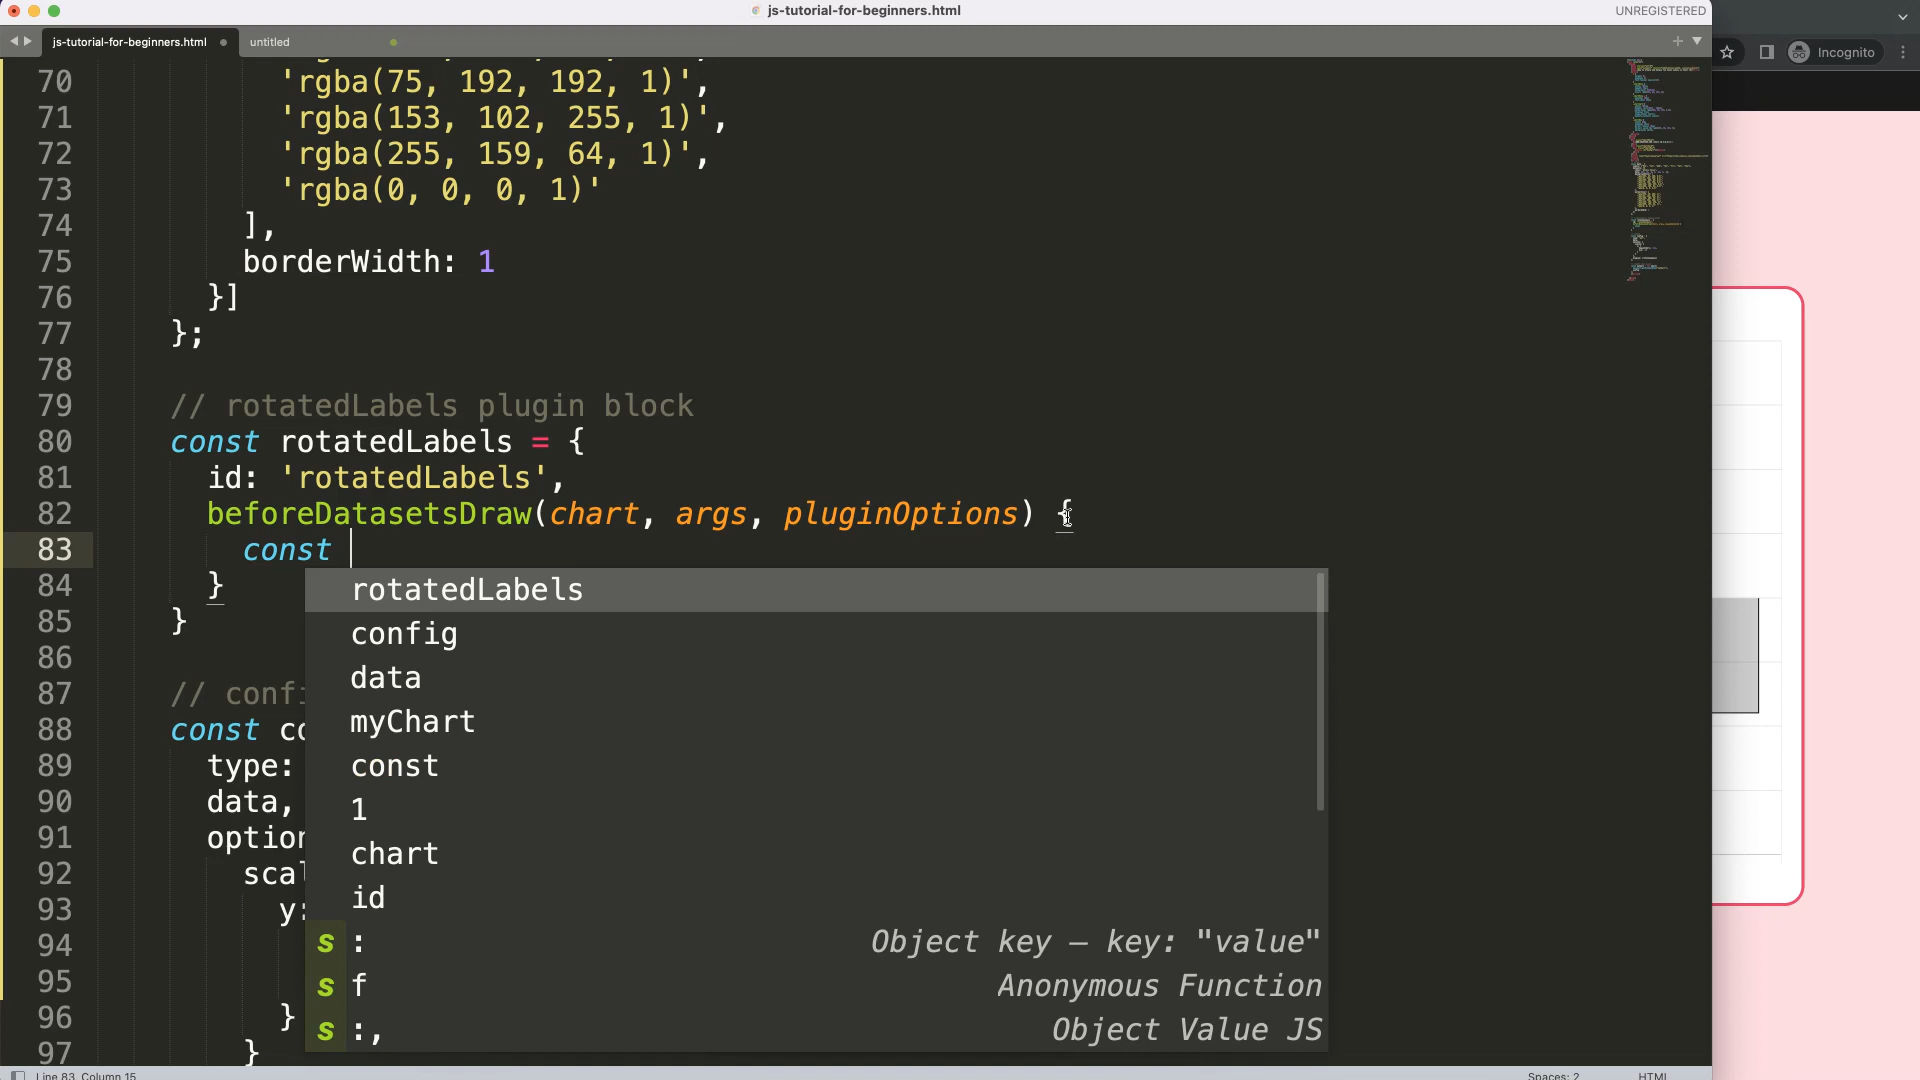 js-tutorial-for-beginners.html
UNREGISTERED
js-tutorial-for-beginners.html
untitled
Incognito
70 'rgba(75, 192, 192, 1)',
71 'rgba(153, 102, 255, 1)',
72 'rgba(255, 159, 64, 1)',
73 'rgba(0, 0, 0, 1)'
74 ],
75 borderWidth: 1
76 }]
77 };
78
79 // rotatedLabels plugin block
80 const rotatedLabels = {
81 id: 'rotatedLabels',
82 beforeDatasetsDraw(chart, args, pluginOptions) {
83 const
84 }
85 }
86
87 // confi
88 const co
89 type:
90 data,
91 option
92 scal
93 y:
94
95
96 }
97 }
rotatedLabels
config
data
myChart
const
1
chart
id
s : Object key — key: "value"
s f Anonymous Function
s :, Object Value JS
Line 83, Column 15
Spaces: 2
HTML